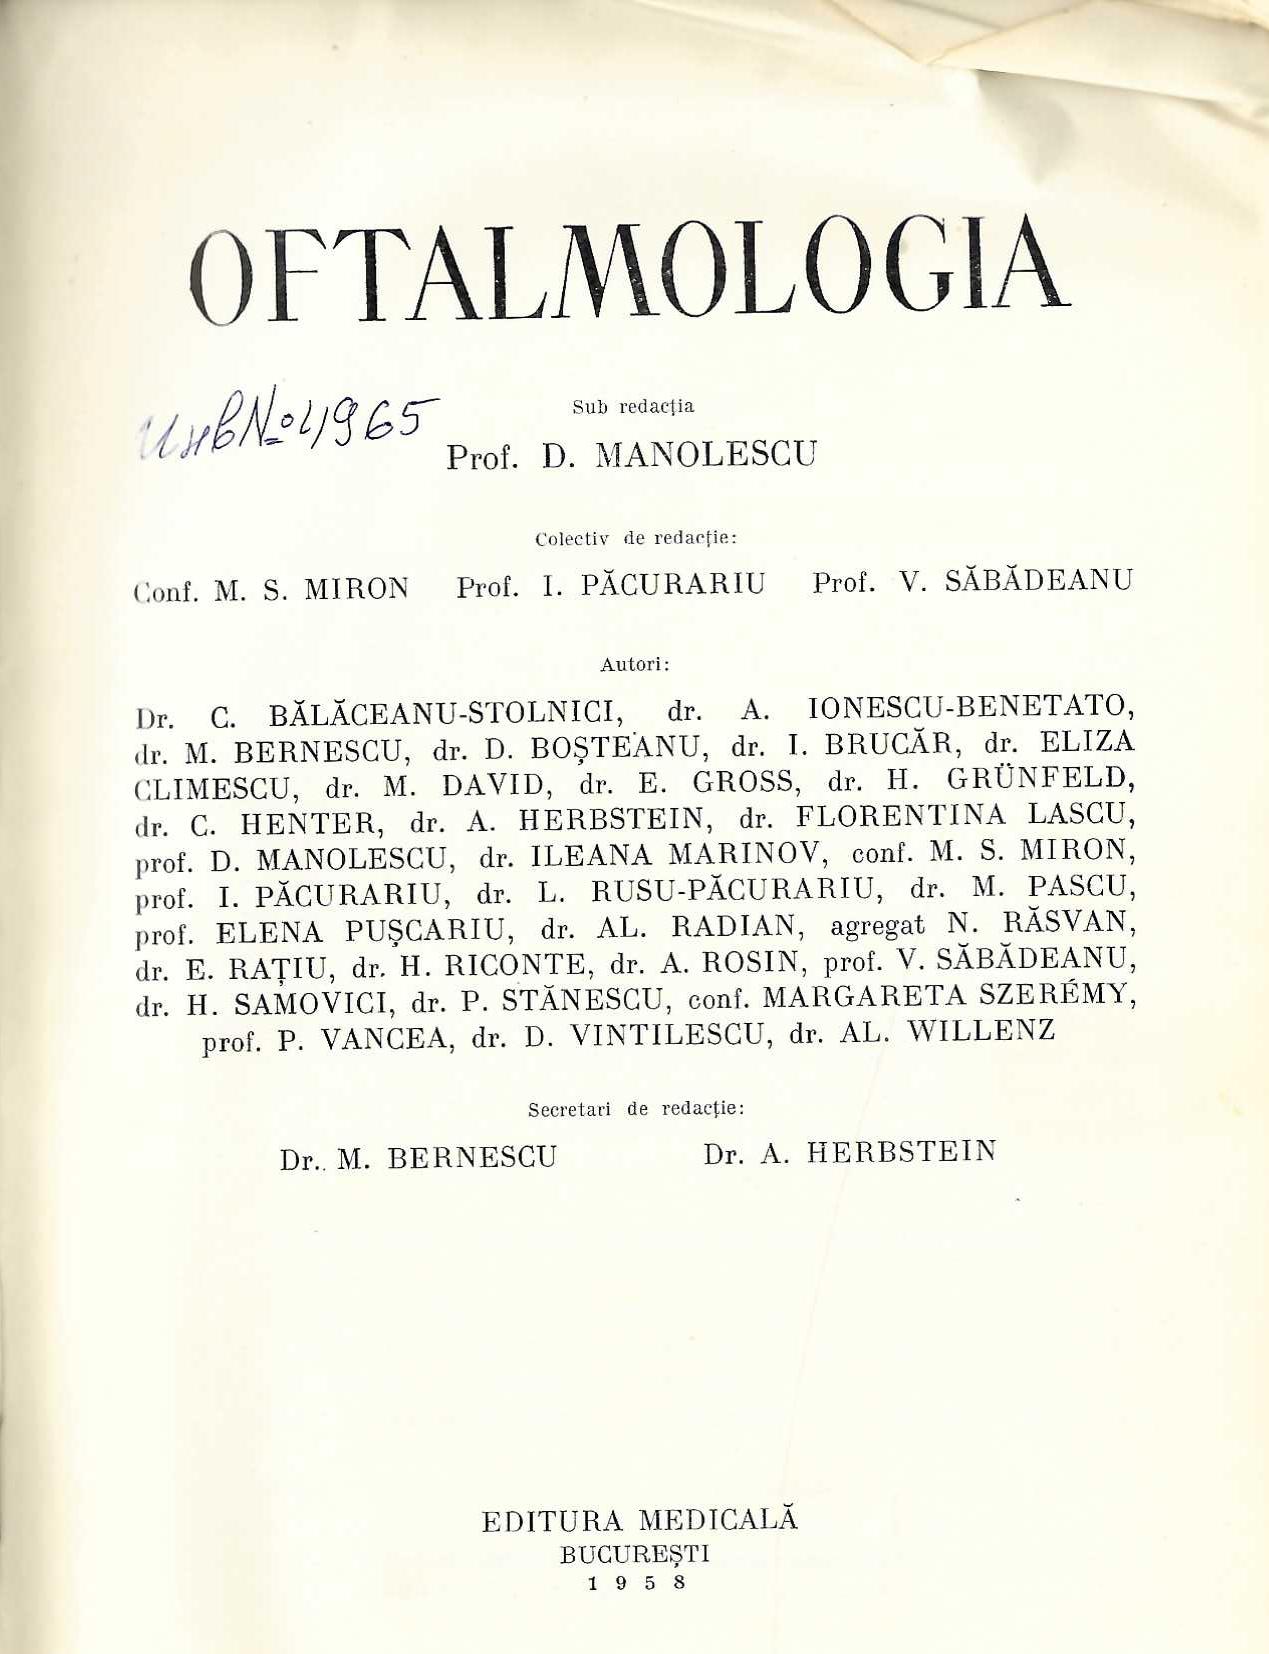 OFTALMOLOGIA
Инв№ 4965
Sub redacția
Prof. D. MANOLESCU
Colectiv de redacție:
Conf. M. S. MIRON Prof. I. PĂCURARIU Prof. V. SĂBĂDEANU
Autori:
Dr. C. BĂLĂCEANU-STOLNICI, dr. A. IONESCU-BENETATO,
dr. M. BERNESCU, dr. D. BOȘTEANU, dr. I. BRUCĂR, dr. ELIZA
CLIMESCU, dr. M. DAVID, dr. E. GROSS, dr. H. GRÜNFELD,
dr. C. HENTER, dr. A. HERBSTEIN, dr. FLORENTINA LASCU,
prof. D. MANOLESCU, dr. ILEANA MARINOV, conf. M. S. MIRON,
prof. I. PĂCURARIU, dr. L. RUSU-PĂCURARIU, dr. M. PASCU,
prof. ELENA PUȘCARIU, dr. AL. RADIAN, agregat N. RĂSVAN,
dr. E. RAȚIU, dr. H. RICONTE, dr. A. ROSIN, prof. V. SĂBĂDEANU,
dr. H. SAMOVICI, dr. P. STĂNESCU, conf. MARGARETA SZERÉMY,
prof. P. VANCEA, dr. D. VINTILESCU, dr. AL. WILLENZ
Secretari de redacție:
Dr. M. BERNESCU Dr. A. HERBSTEIN
EDITURA MEDICALĂ
BUCUREȘTI
1958